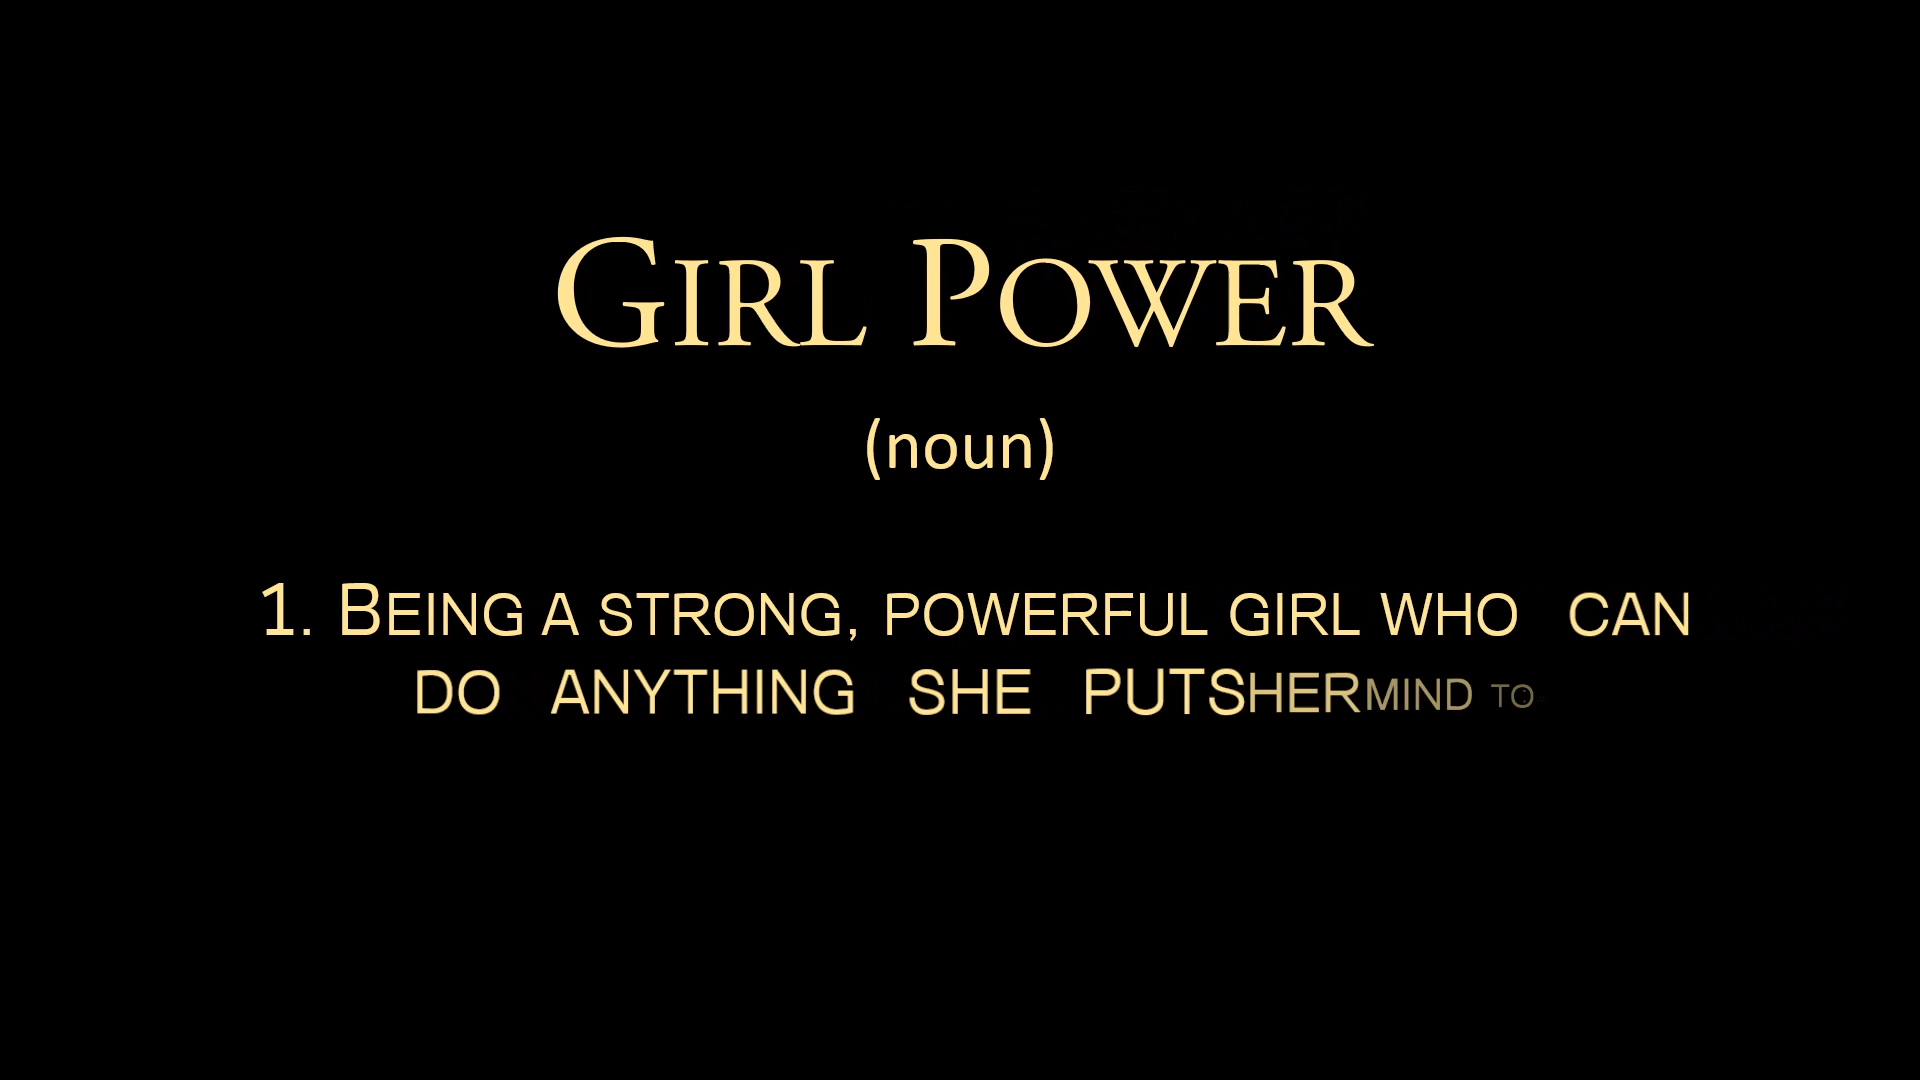 Girl Power
(noun)
1. Being a strong, powerful girl who can
do anything she puts her mind to